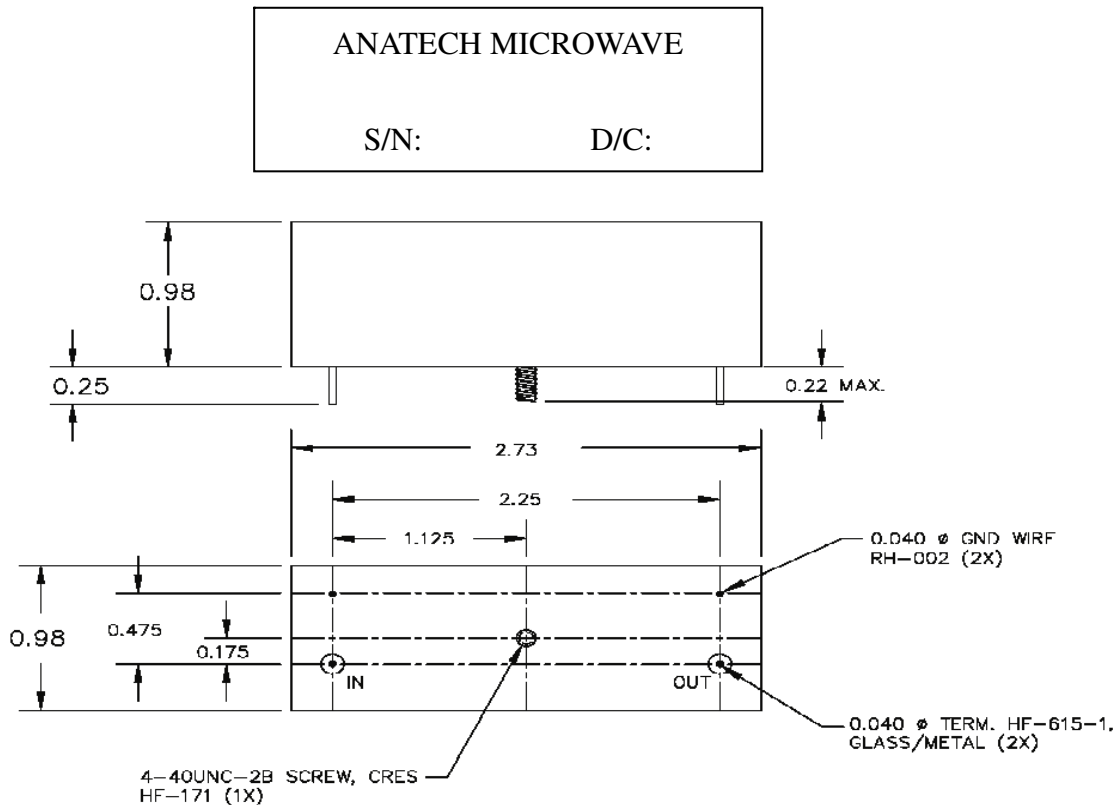 ANATECH MICROWAVE
S/N: D/C:
0.98
0.25
0.22 MAX.
2.73
2.25
1.125
0.040 ø GND WIRE
RH-002 (2X)
0.98
0.475
0.175
IN
OUT
0.040 ø TERM. HF-615-1,
GLASS/METAL (2X)
4-40UNC-2B SCREW, CRES
HF-171 (1X)